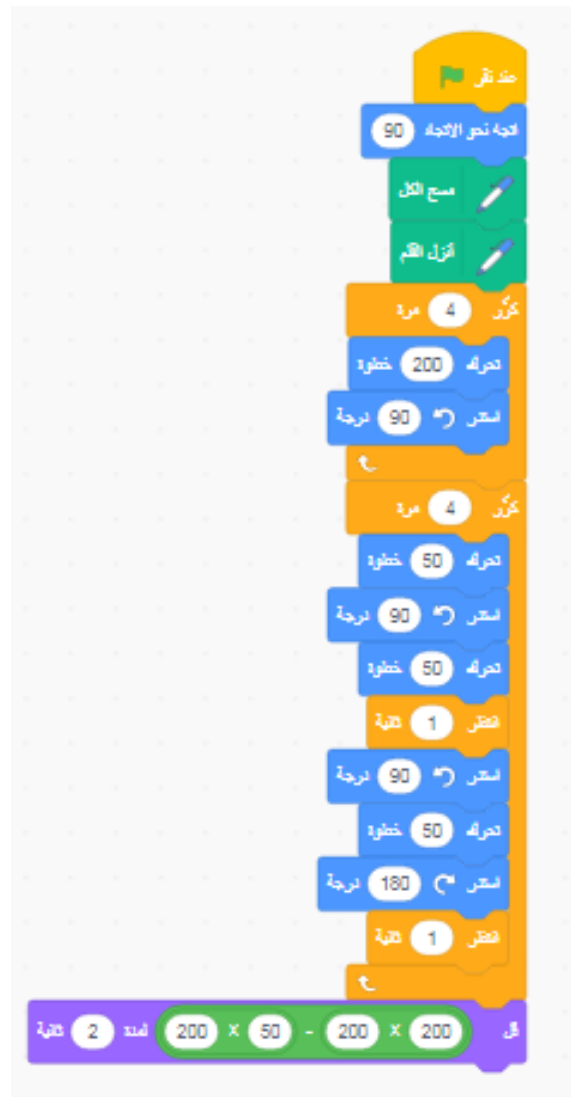 عند نقر
اتجه نحو الاتجاه 90
مسح الكل
أنزل القلم
كرِّر 4 مرة
تحرك 200 خطوة
استدر 90 درجة
كرِّر 4 مرة
تحرك 50 خطوة
استدر 90 درجة
تحرك 50 خطوة
انتظر 1 ثانية
استدر 90 درجة
تحرك 50 خطوة
استدر 180 درجة
انتظر 1 ثانية
قل 200 × 200 - 50 × 200 لمدة 2 ثانية